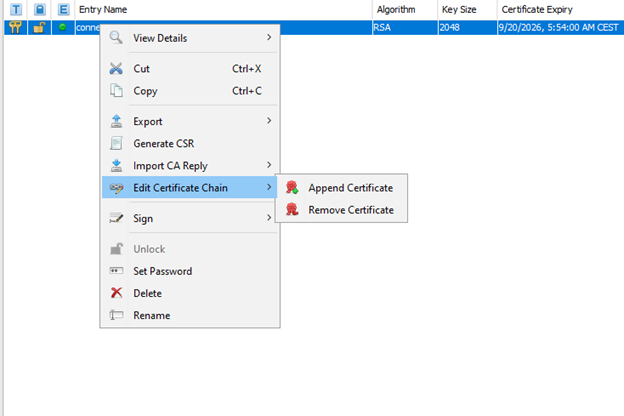 T E Entry Name Algorithm Key Size Certificate Expiry
RSA 2048 9/20/2026, 5:54:00 AM CEST
View Details
Cut Ctrl+X
Copy Ctrl+C
Export
Generate CSR
Import CA Reply
Edit Certificate Chain
Append Certificate
Remove Certificate
Sign
Unlock
Set Password
Delete
Rename